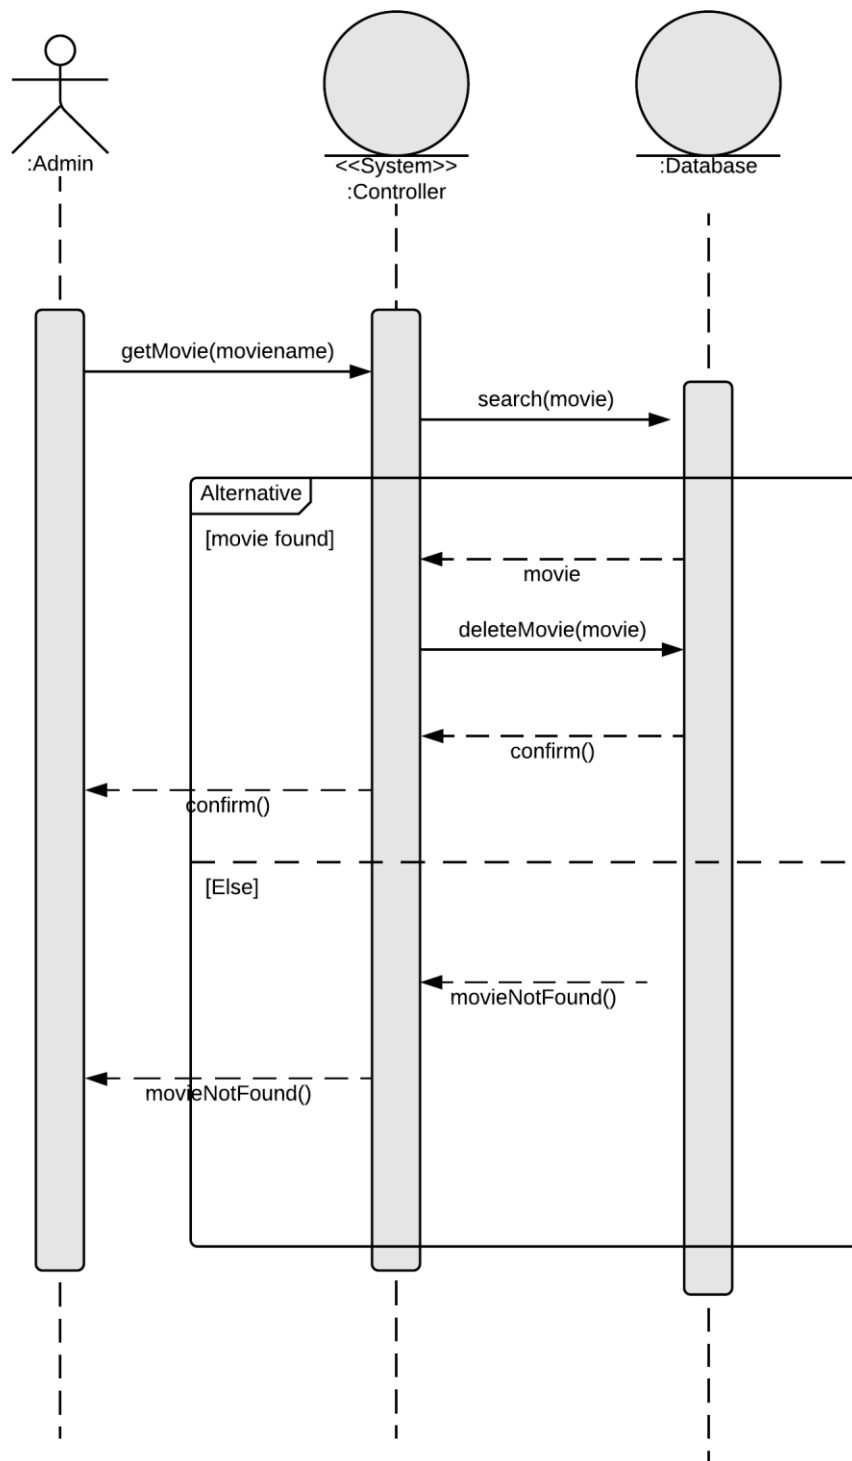 :Admin
<<System>>
:Controller
:Database
getMovie(moviename)
search(movie)
Alternative
[movie found]
movie
deleteMovie(movie)
confirm()
confirm()
[Else]
movieNotFound()
movieNotFound()